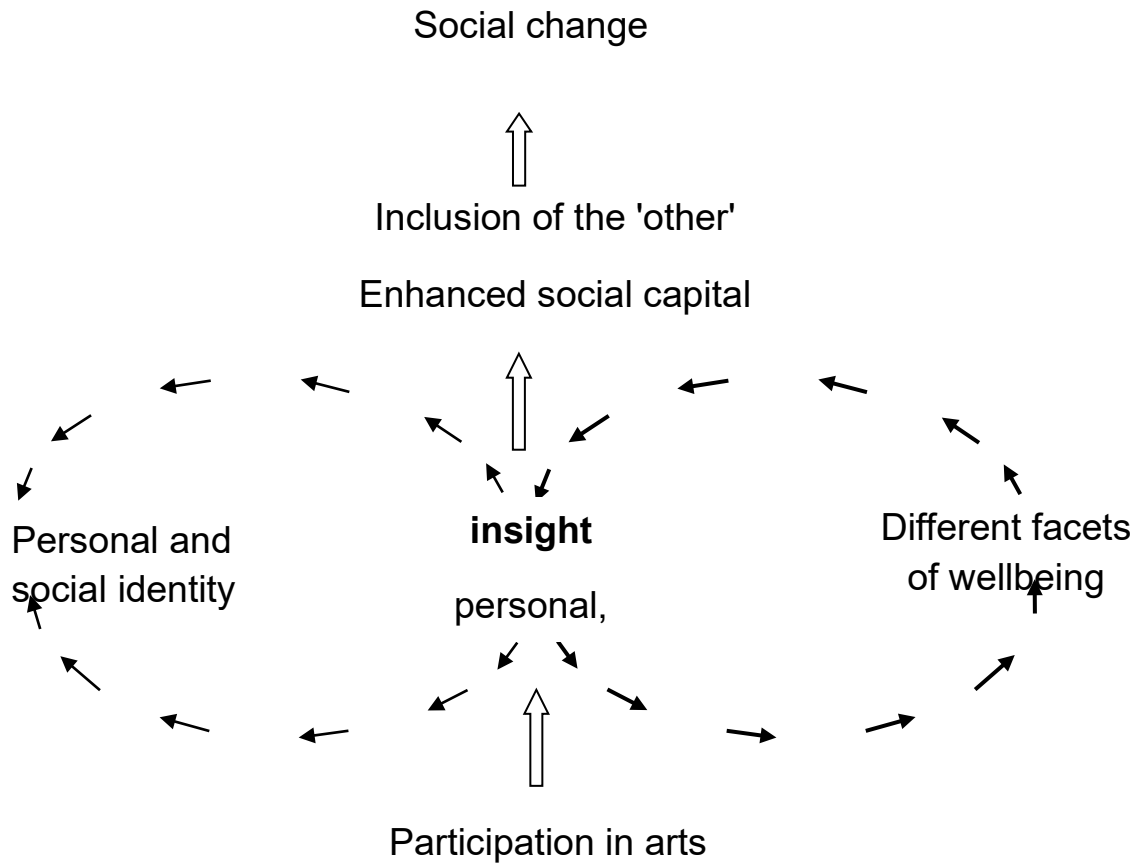 Social change
Inclusion of the 'other'
Enhanced social capital
insight
personal,
Personal and
social identity
Different facets
of wellbeing
Participation in arts